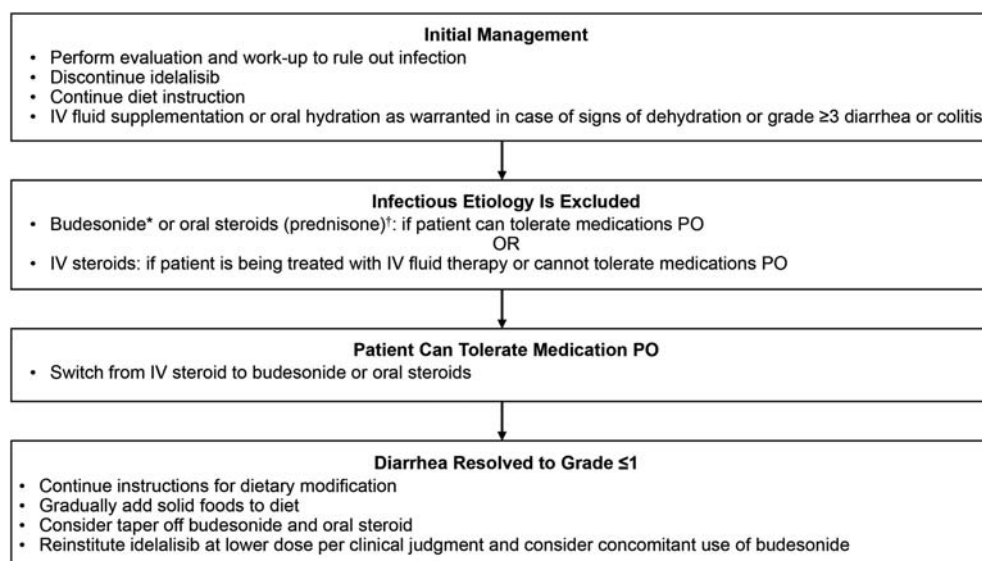 Initial Management
• Perform evaluation and work-up to rule out infection
• Discontinue idelalisib
• Continue diet instruction
• IV fluid supplementation or oral hydration as warranted in case of signs of dehydration or grade ≥3 diarrhea or colitis
Infectious Etiology Is Excluded
• Budesonide* or oral steroids (prednisone)†: if patient can tolerate medications PO
OR
• IV steroids: if patient is being treated with IV fluid therapy or cannot tolerate medications PO
Patient Can Tolerate Medication PO
• Switch from IV steroid to budesonide or oral steroids
Diarrhea Resolved to Grade ≤1
• Continue instructions for dietary modification
• Gradually add solid foods to diet
• Consider taper off budesonide and oral steroid
• Reinstitute idelalisib at lower dose per clinical judgment and consider concomitant use of budesonide